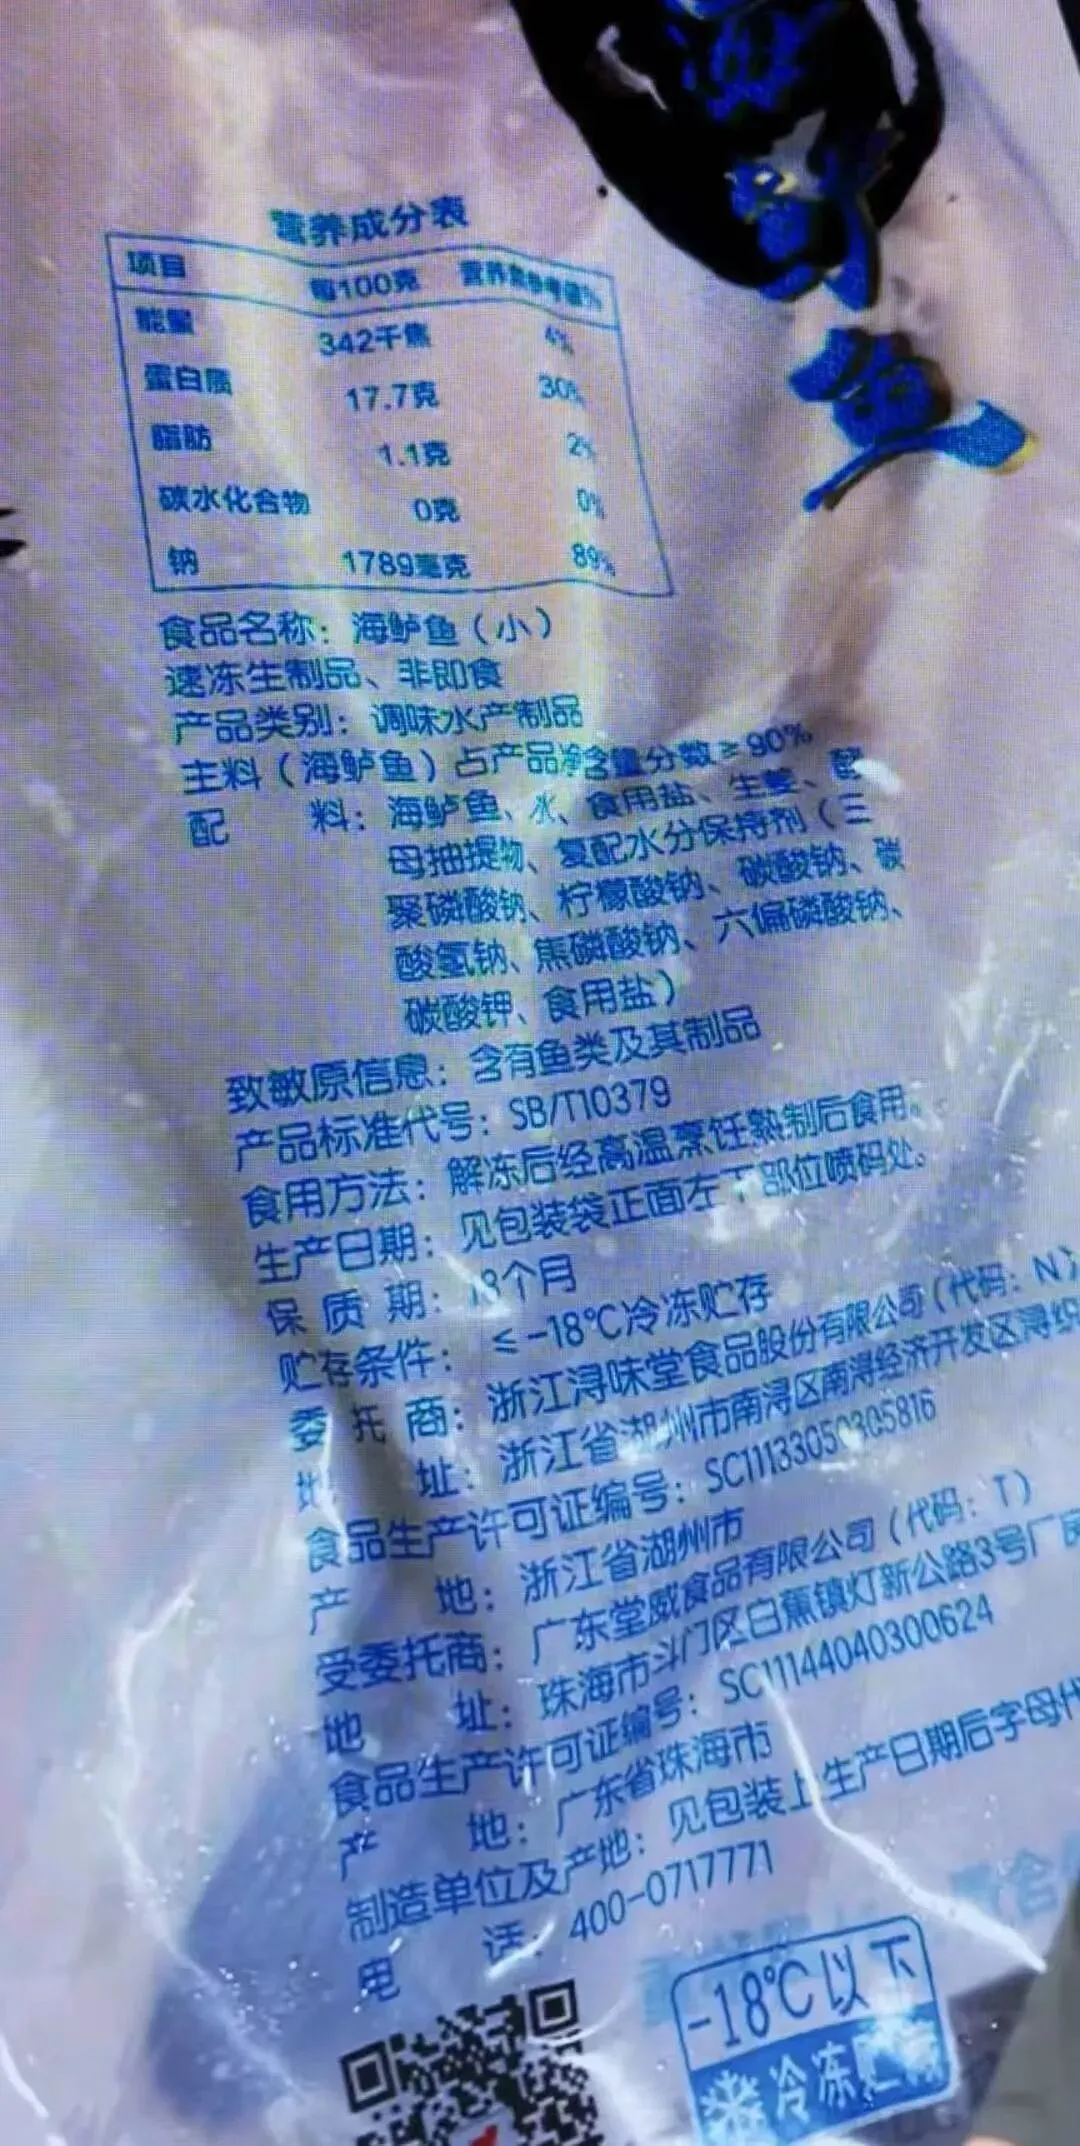 海鲈鱼
营养成分表
项目 每100克 营养素参考值%
能量 342千焦 4%
蛋白质 17.7克 30%
脂肪 1.1克 2%
碳水化合物 0克 0%
钠 1789毫克 89%
食品名称：海鲈鱼（小）
速冻生制品、非即食
产品类别：调味水产制品
主料（海鲈鱼）占产品净含量分数≥90%
配 料：海鲈鱼、水、食用盐、生姜、酵
母抽提物、复配水分保持剂（三
聚磷酸钠、柠檬酸钠、碳酸钠、碳
酸氢钠、焦磷酸钠、六偏磷酸钠、
碳酸钾、食用盐）
致敏原信息：含有鱼类及其制品
产品标准代号：SB/T10379
食用方法：解冻后经高温烹饪熟制后食用。
生产日期：见包装袋正面左下部位喷码处。
保 质 期：18个月
贮存条件：≤-18℃冷冻贮存
委 托 商：浙江浔味堂食品股份有限公司（代码：N）
地 址：浙江省湖州市南浔区南浔经济开发区浔织
食品生产许可证编号：SC11133050305816
产 地：浙江省湖州市
受委托商：广东堂威食品有限公司（代码：T）
地 址：珠海市斗门区白蕉镇灯新公路3号厂房
食品生产许可证编号：SC11144040300624
产 地：广东省珠海市
制造单位及产地：见包装上生产日期后字母代
电 话：400-0717771
-18℃以下
冷冻贮存